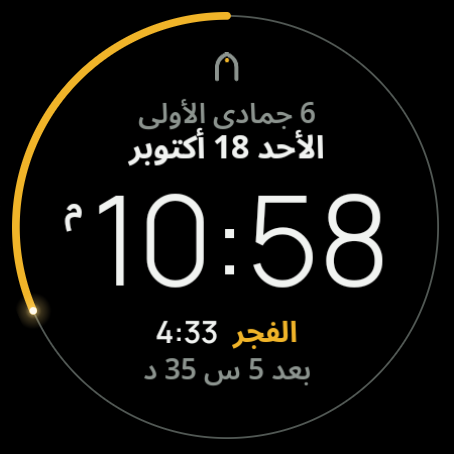 6 جمادى الأولى
الأحد 18 أكتوبر
10:58 م
الفجر 4:33
بعد 5 س 35 د